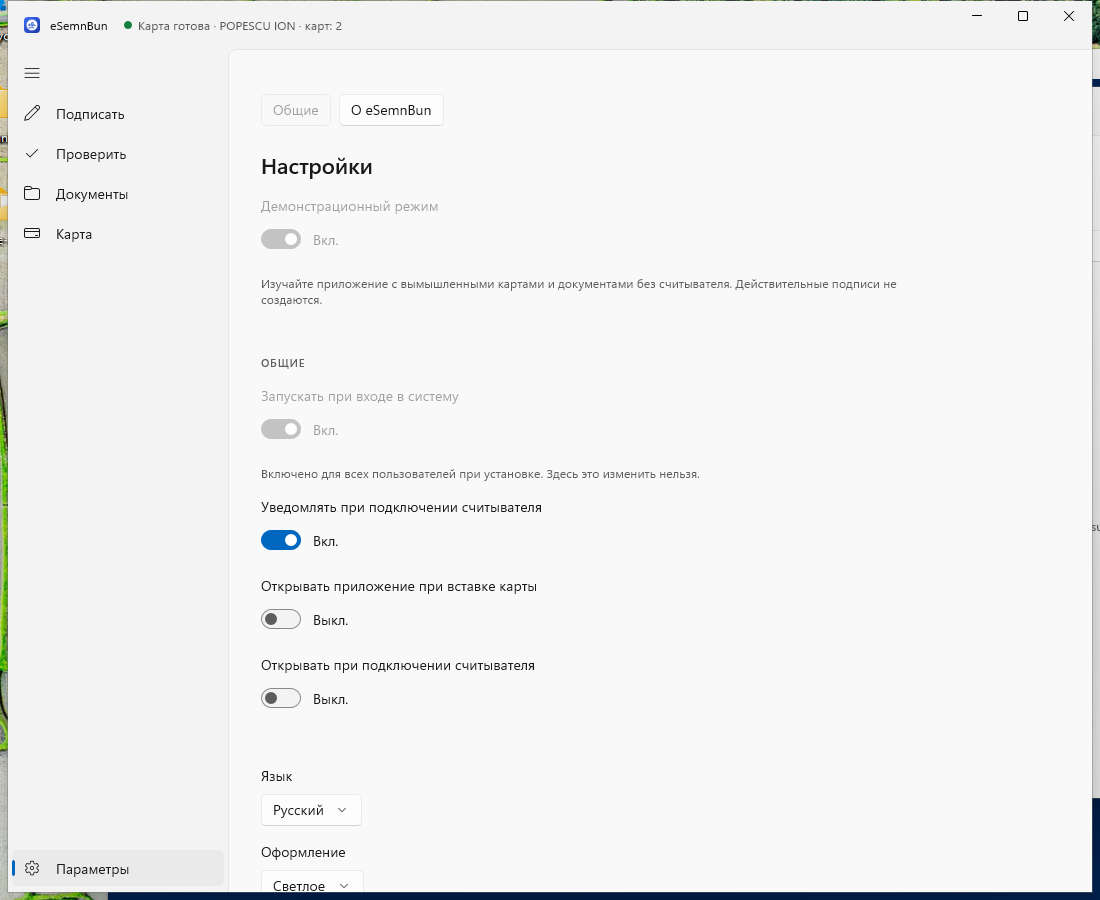 eSemnBun
Карта готова · POPESCU ION · карт: 2
Подписать
Проверить
Документы
Карта
Параметры
Общие
О eSemnBun
Настройки
Демонстрационный режим
Вкл.
Изучайте приложение с вымышленными картами и документами без считывателя. Действительные подписи не
создаются.
ОБЩИЕ
Запускать при входе в систему
Вкл.
Включено для всех пользователей при установке. Здесь это изменить нельзя.
Уведомлять при подключении считывателя
Вкл.
Открывать приложение при вставке карты
Выкл.
Открывать при подключении считывателя
Выкл.
Язык
Русский
Оформление
Светлое